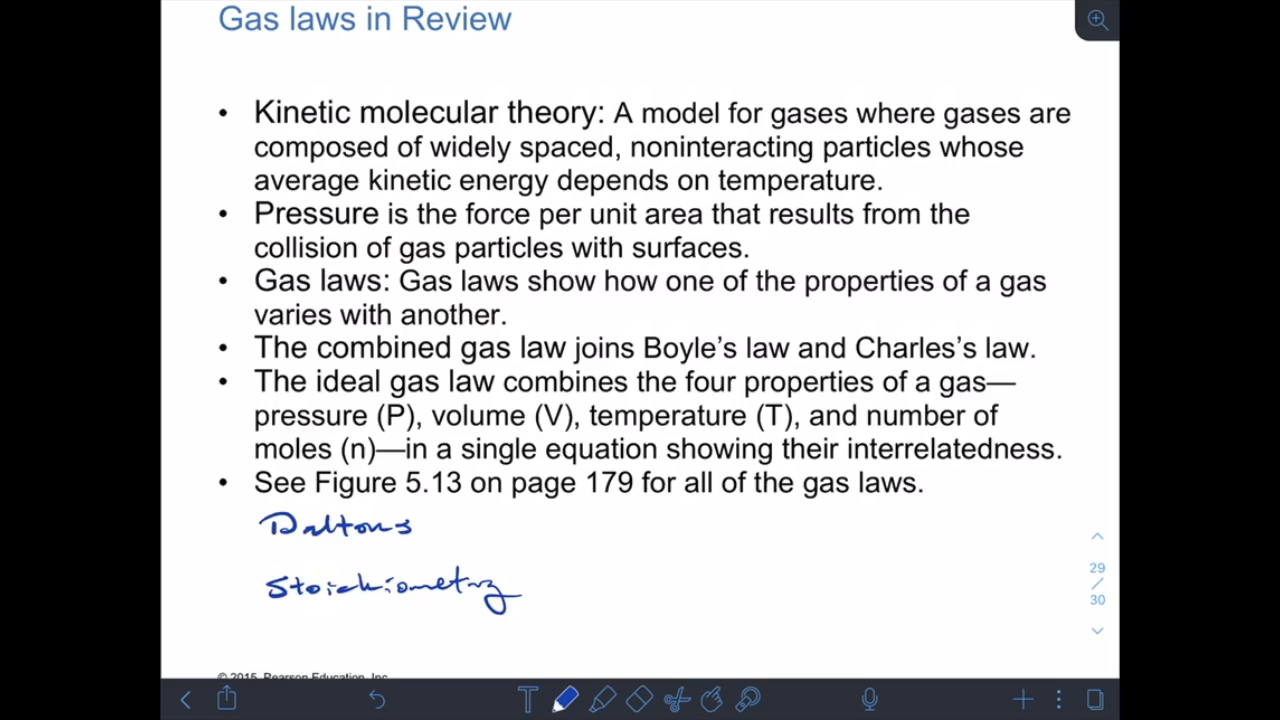 Gas laws in Review
• Kinetic molecular theory: A model for gases where gases are
composed of widely spaced, noninteracting particles whose
average kinetic energy depends on temperature.
• Pressure is the force per unit area that results from the
collision of gas particles with surfaces.
• Gas laws: Gas laws show how one of the properties of a gas
varies with another.
• The combined gas law joins Boyle’s law and Charles’s law.
• The ideal gas law combines the four properties of a gas—
pressure (P), volume (V), temperature (T), and number of
moles (n)—in a single equation showing their interrelatedness.
• See Figure 5.13 on page 179 for all of the gas laws.
Daltons
Stoichiometry
29
/
30
© 2015 Pearson Education, Inc.
T